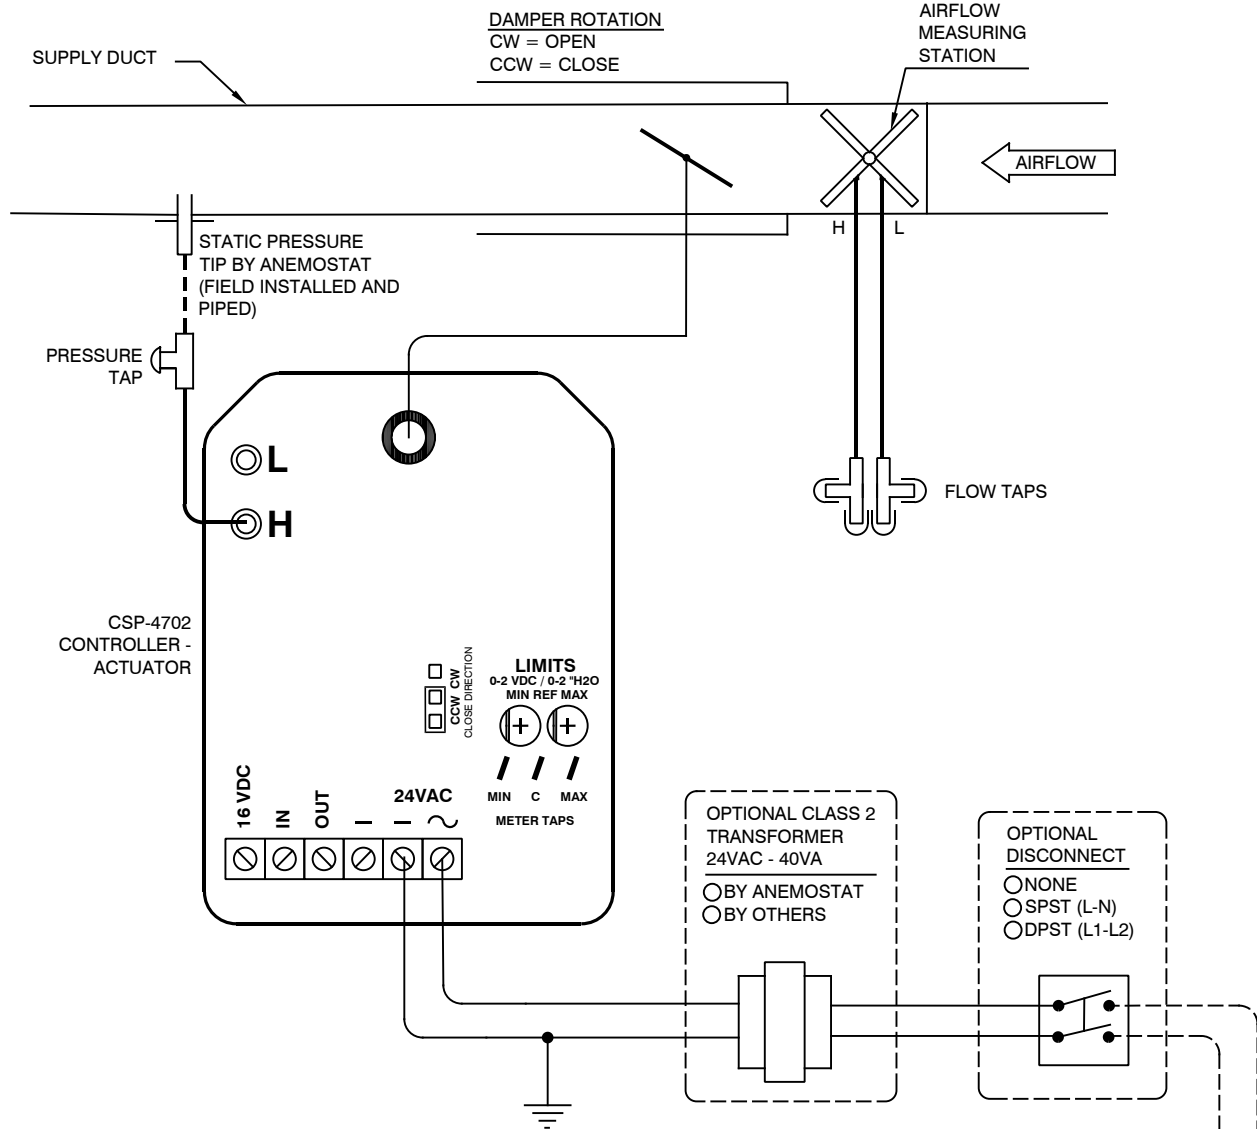 DAMPER ROTATION
CW = OPEN
CCW = CLOSE
AIRFLOW
MEASURING
STATION
SUPPLY DUCT
AIRFLOW
H
L
STATIC PRESSURE
TIP BY ANEMOSTAT
(FIELD INSTALLED AND
PIPED)
PRESSURE
TAP
L
H
FLOW TAPS
CSP-4702
CONTROLLER -
ACTUATOR
CCW CW
CLOSE DIRECTION
LIMITS
0-2 VDC / 0-2 "H2O
MIN REF MAX
MIN C MAX
METER TAPS
16 VDC
IN
OUT
—
24VAC
— ~
OPTIONAL CLASS 2
TRANSFORMER
24VAC - 40VA
BY ANEMOSTAT
BY OTHERS
OPTIONAL
DISCONNECT
NONE
SPST (L-N)
DPST (L1-L2)